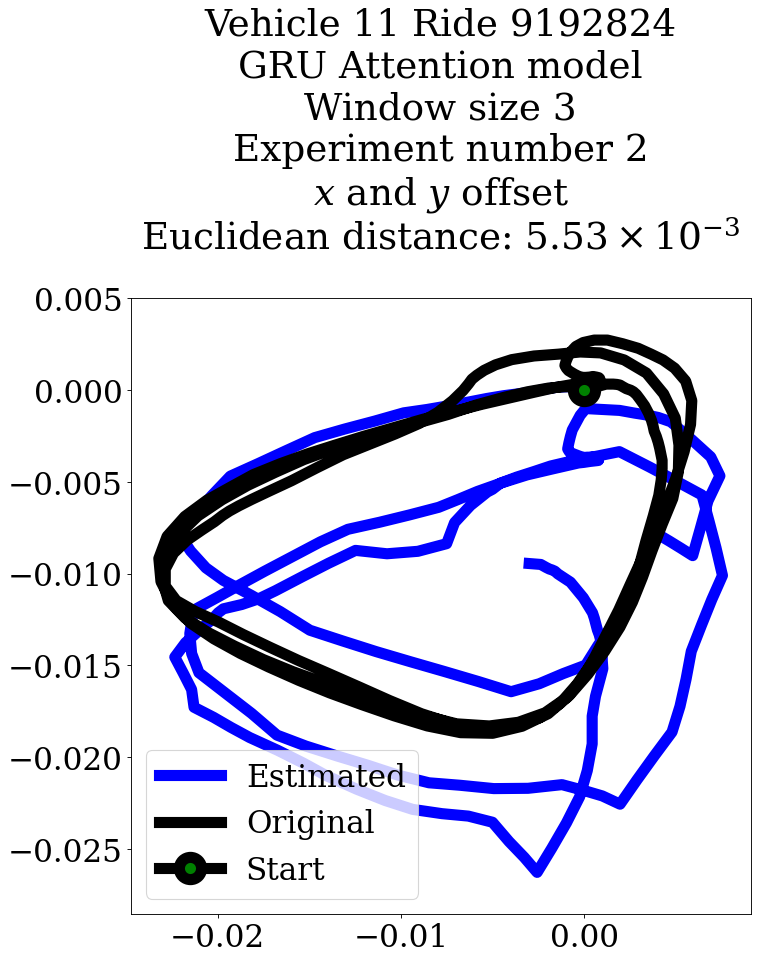 Vehicle 11 Ride 9192824
GRU Attention model
Window size 3
Experiment number 2
x and y offset
Euclidean distance: 5.53 × 10⁻³
0.005
0.000
−0.005
−0.010
−0.015
−0.020
−0.025
Estimated
Original
Start
−0.02
−0.01
0.00